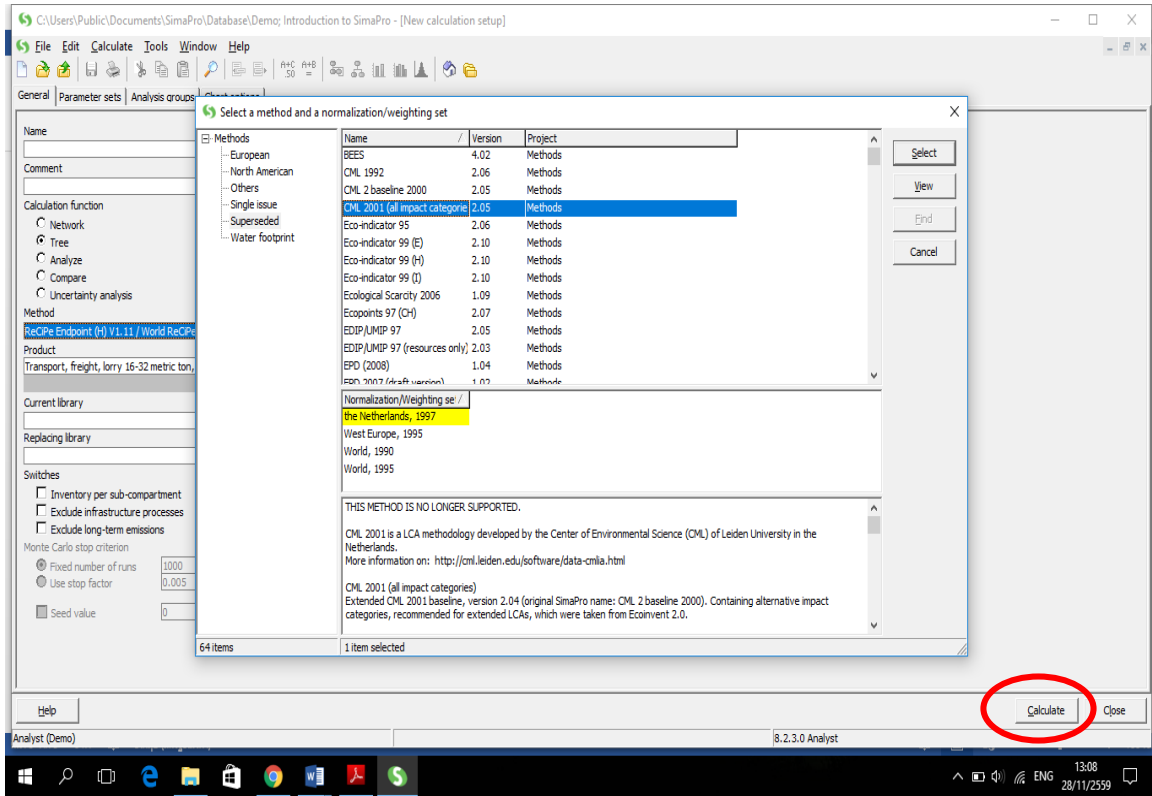 C:\Users\Public\Documents\SimaPro\Database\Demo; Introduction to SimaPro - [New calculation setup]
File Edit Calculate Tools Window Help
General Parameter sets Analysis groups
Select a method and a normalization/weighting set
Name
Comment
Calculation function
Network
Tree
Analyze
Compare
Uncertainty analysis
Method
ReCiPe Endpoint (H) V1.11 / World ReCiPe
Product
Transport, freight, lorry 16-32 metric ton,
Current library
Replacing library
Switches
Inventory per sub-compartment
Exclude infrastructure processes
Exclude long-term emissions
Monte Carlo stop criterion
Fixed number of runs 1000
Use stop factor 0.005
Seed value 0
Methods
European
North American
Others
Single issue
Superseded
Water footprint
64 items
Name / Version Project
BEES 4.02 Methods
CML 1992 2.06 Methods
CML 2 baseline 2000 2.05 Methods
CML 2001 (all impact categorie 2.05 Methods
Eco-indicator 95 2.06 Methods
Eco-indicator 99 (E) 2.10 Methods
Eco-indicator 99 (H) 2.10 Methods
Eco-indicator 99 (I) 2.10 Methods
Ecological Scarcity 2006 1.09 Methods
Ecopoints 97 (CH) 2.07 Methods
EDIP/UMIP 97 2.05 Methods
EDIP/UMIP 97 (resources only) 2.03 Methods
EPD (2008) 1.04 Methods
EPD 2007 (draft version) 1.02 Methods
Normalization/Weighting se /
the Netherlands, 1997
West Europe, 1995
World, 1990
World, 1995
THIS METHOD IS NO LONGER SUPPORTED.
CML 2001 is a LCA methodology developed by the Center of Environmental Science (CML) of Leiden University in the
Netherlands.
More information on: http://cml.leiden.edu/software/data-cmlia.html
CML 2001 (all impact categories)
Extended CML 2001 baseline, version 2.04 (original SimaPro name: CML 2 baseline 2000). Containing alternative impact
categories, recommended for extended LCAs, which were taken from Ecoinvent 2.0.
1 item selected
Select
View
Find
Cancel
Help Calculate Close
Analyst (Demo) 8.2.3.0 Analyst
ENG 13:08
28/11/2559